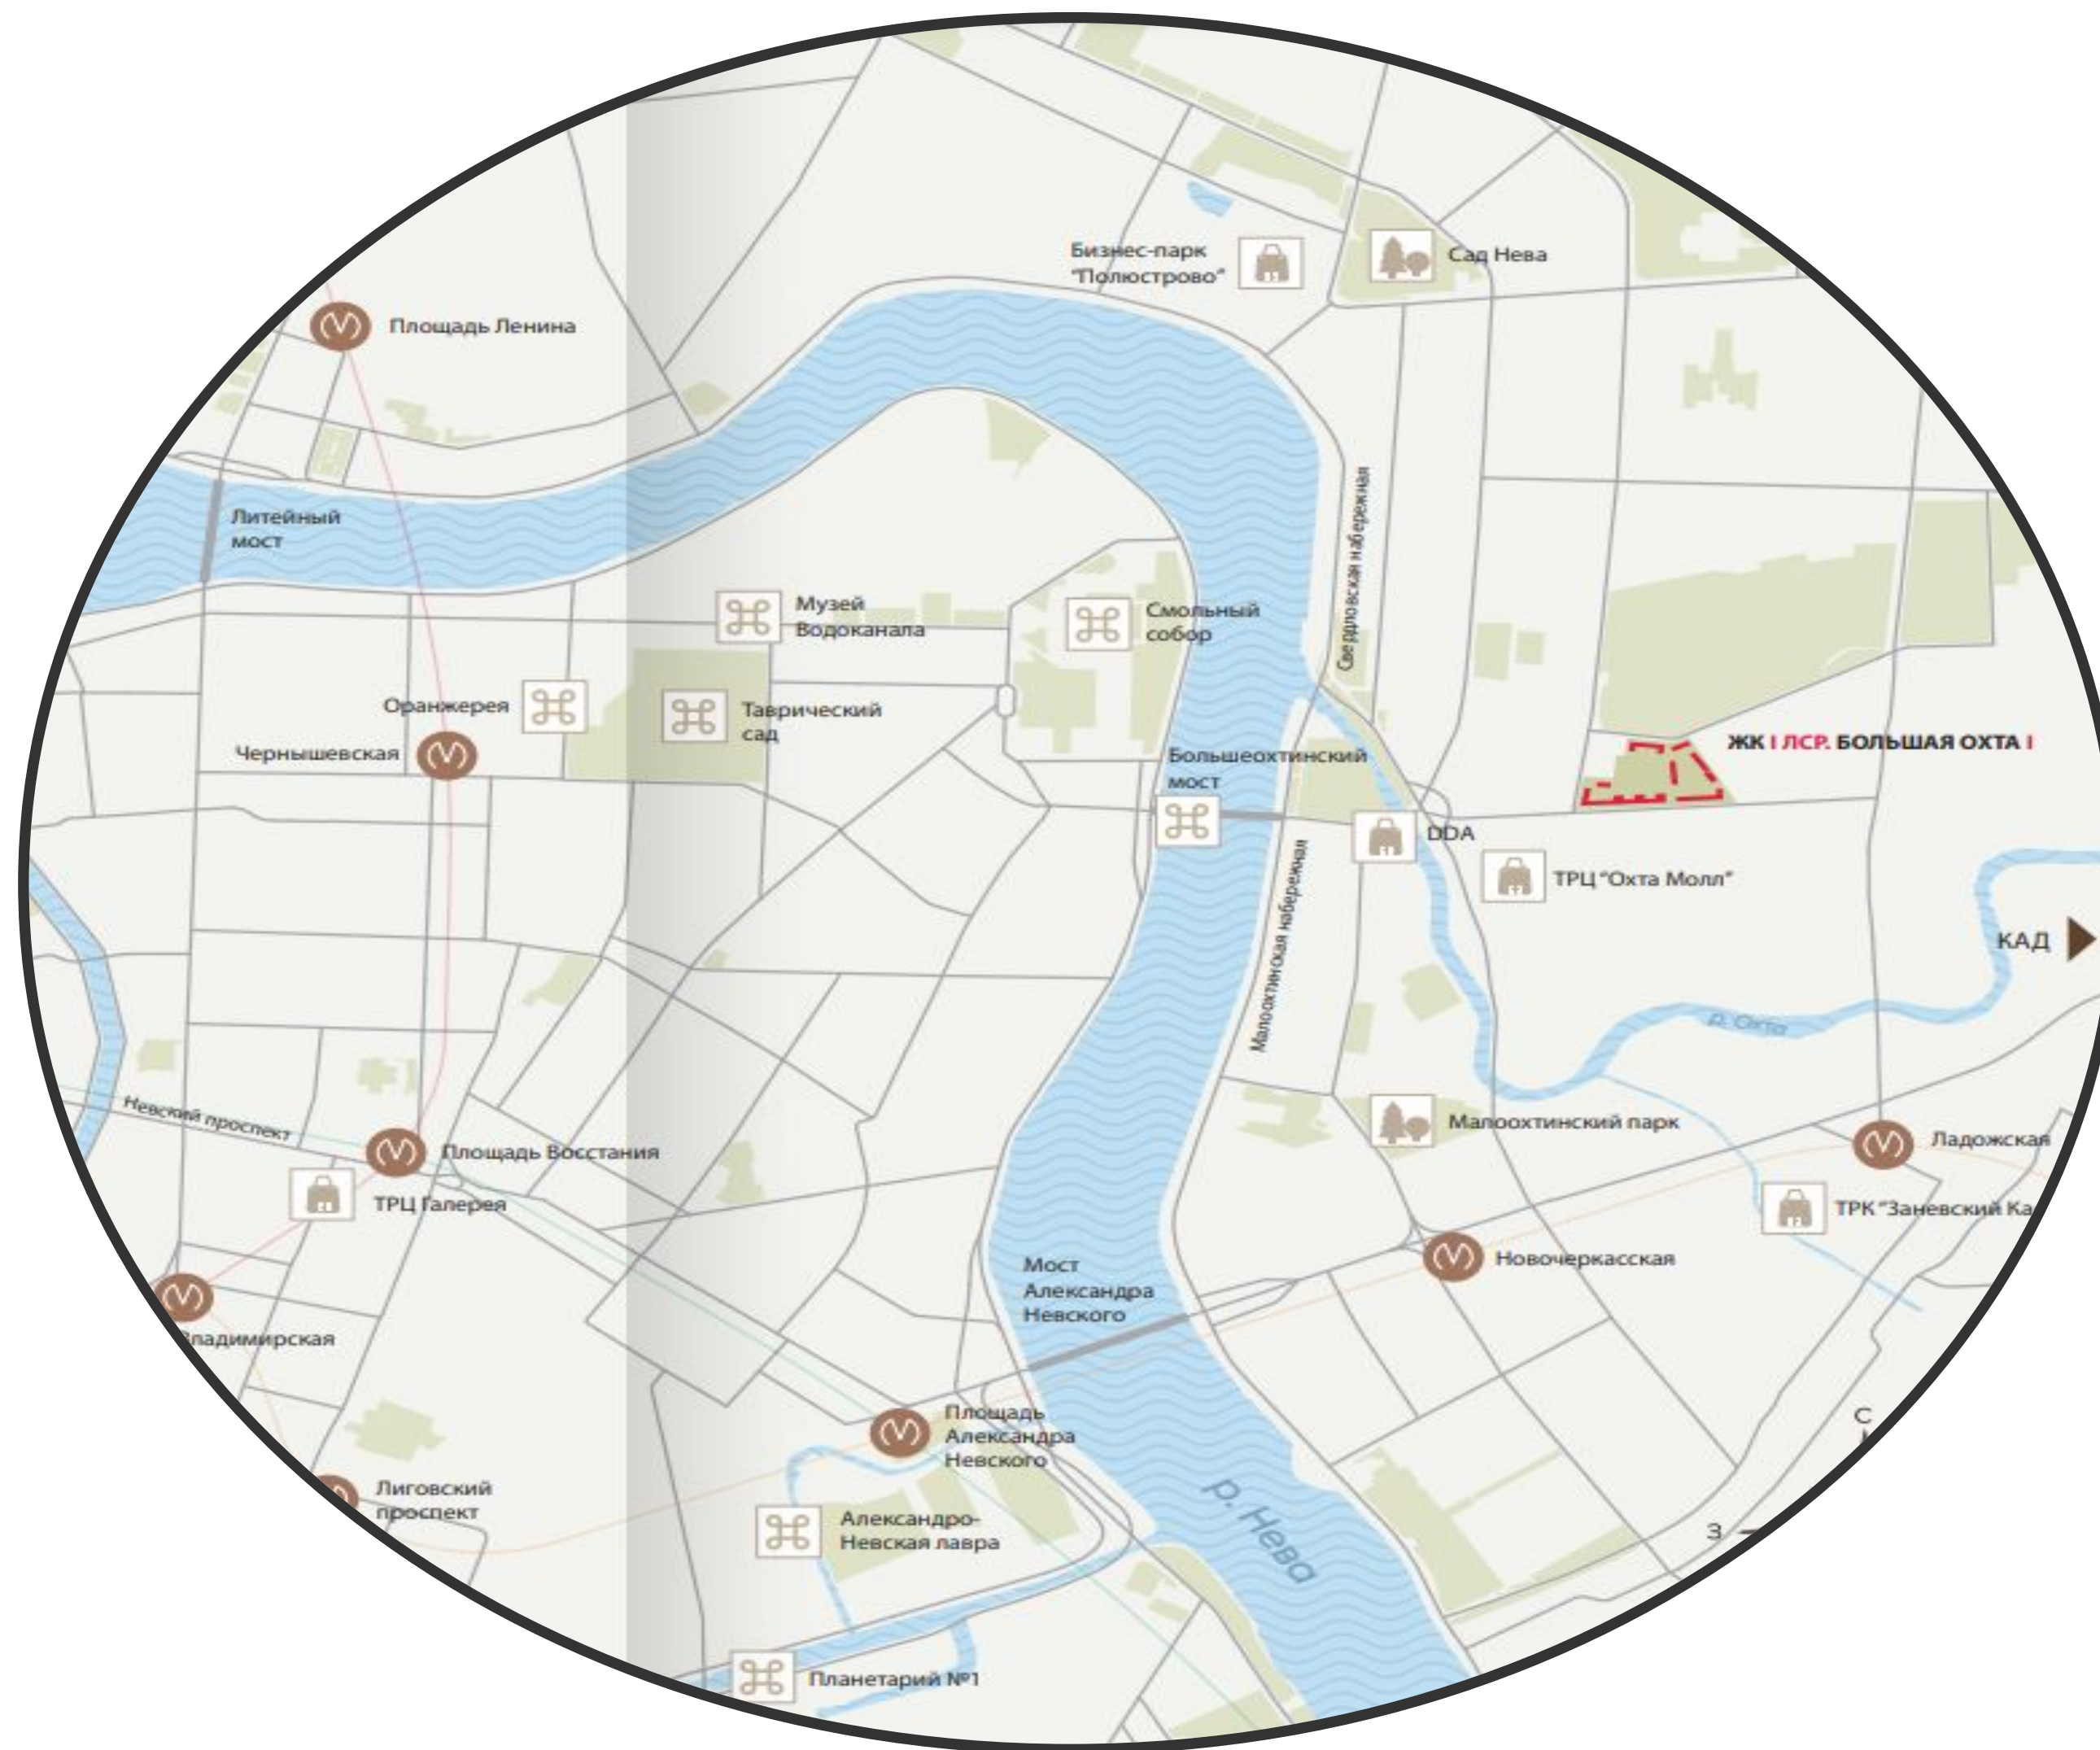 Бизнес-парк
"Полюстрово"
Сад Нева
Площадь Ленина
Литейный
мост
Свердловская набережная
Музей
Водоканала
Смольный
собор
Оранжерея
Таврический
сад
Чернышевская
ЖК I ЛСР. БОЛЬШАЯ ОХТА I
Большеохтинский
мост
DDA
ТРЦ "Охта Молл"
Малоохтинская набережная
КАД
р. Охта
Невский проспект
Малоохтинский парк
Площадь Восстания
Ладожская
ТРЦ Галерея
ТРК "Заневский Ка
Новочеркасская
Мост
Александра
Невского
Владимирская
Площадь
Александра
Невского
С
Лиговский
проспект
р. Нева
Александро-
Невская лавра
З
Планетарий №1